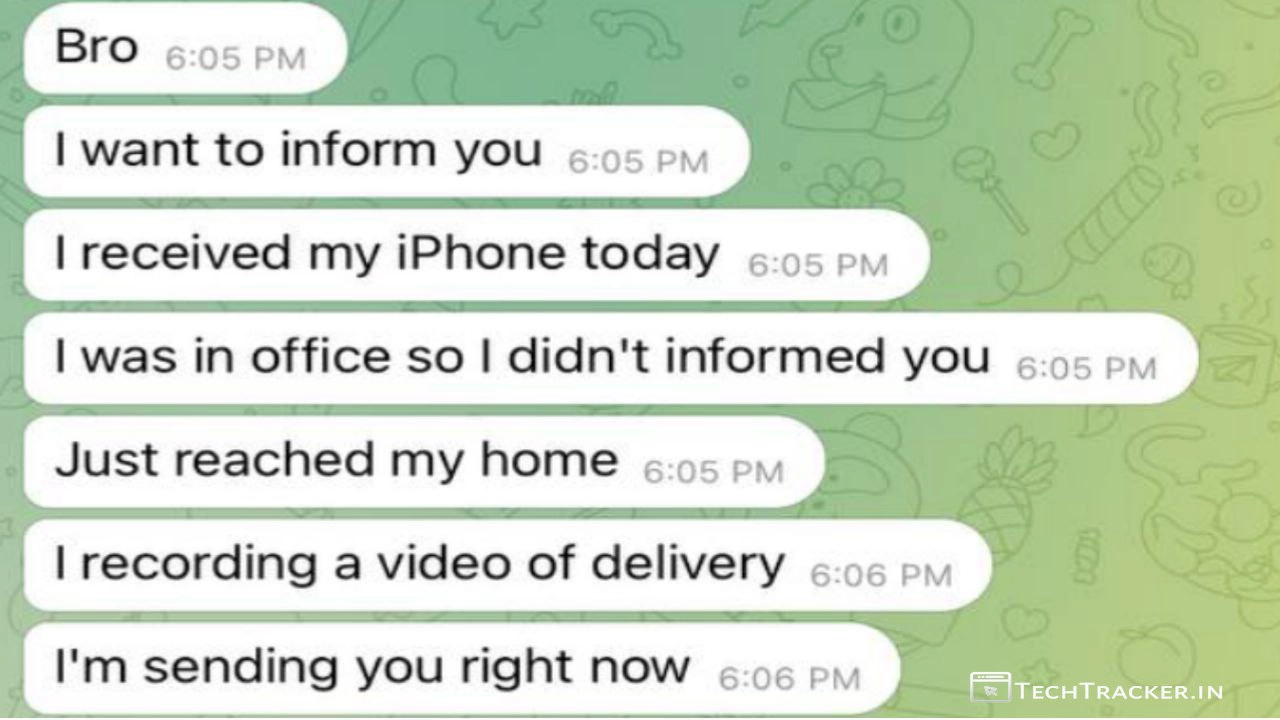 Bro 6:05 PM
I want to inform you 6:05 PM
I received my iPhone today 6:05 PM
I was in office so I didn't informed you 6:05 PM
Just reached my home 6:05 PM
I recording a video of delivery 6:06 PM
I'm sending you right now 6:06 PM
TECHTRACKER.IN